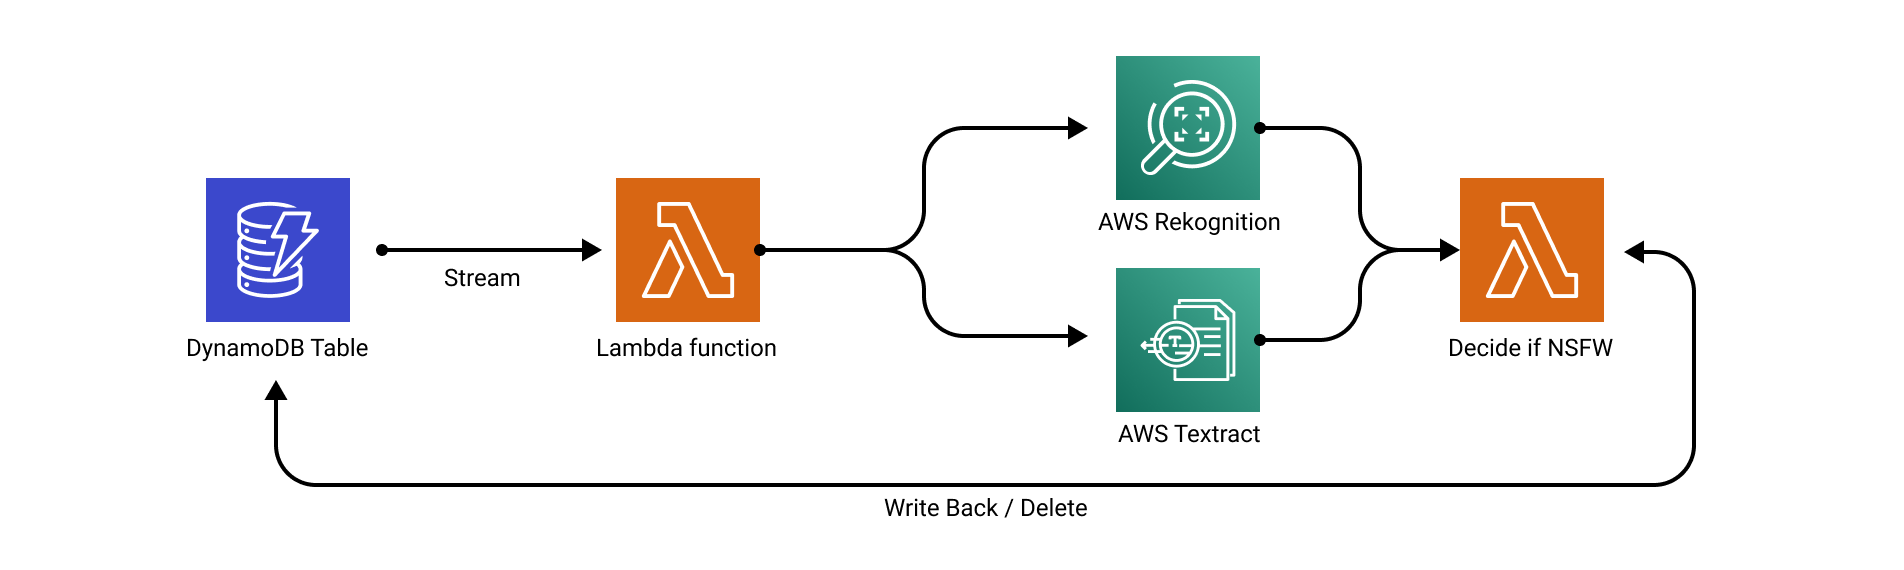 DynamoDB Table
Stream
Lambda function
AWS Rekognition
AWS Textract
Decide if NSFW
Write Back / Delete